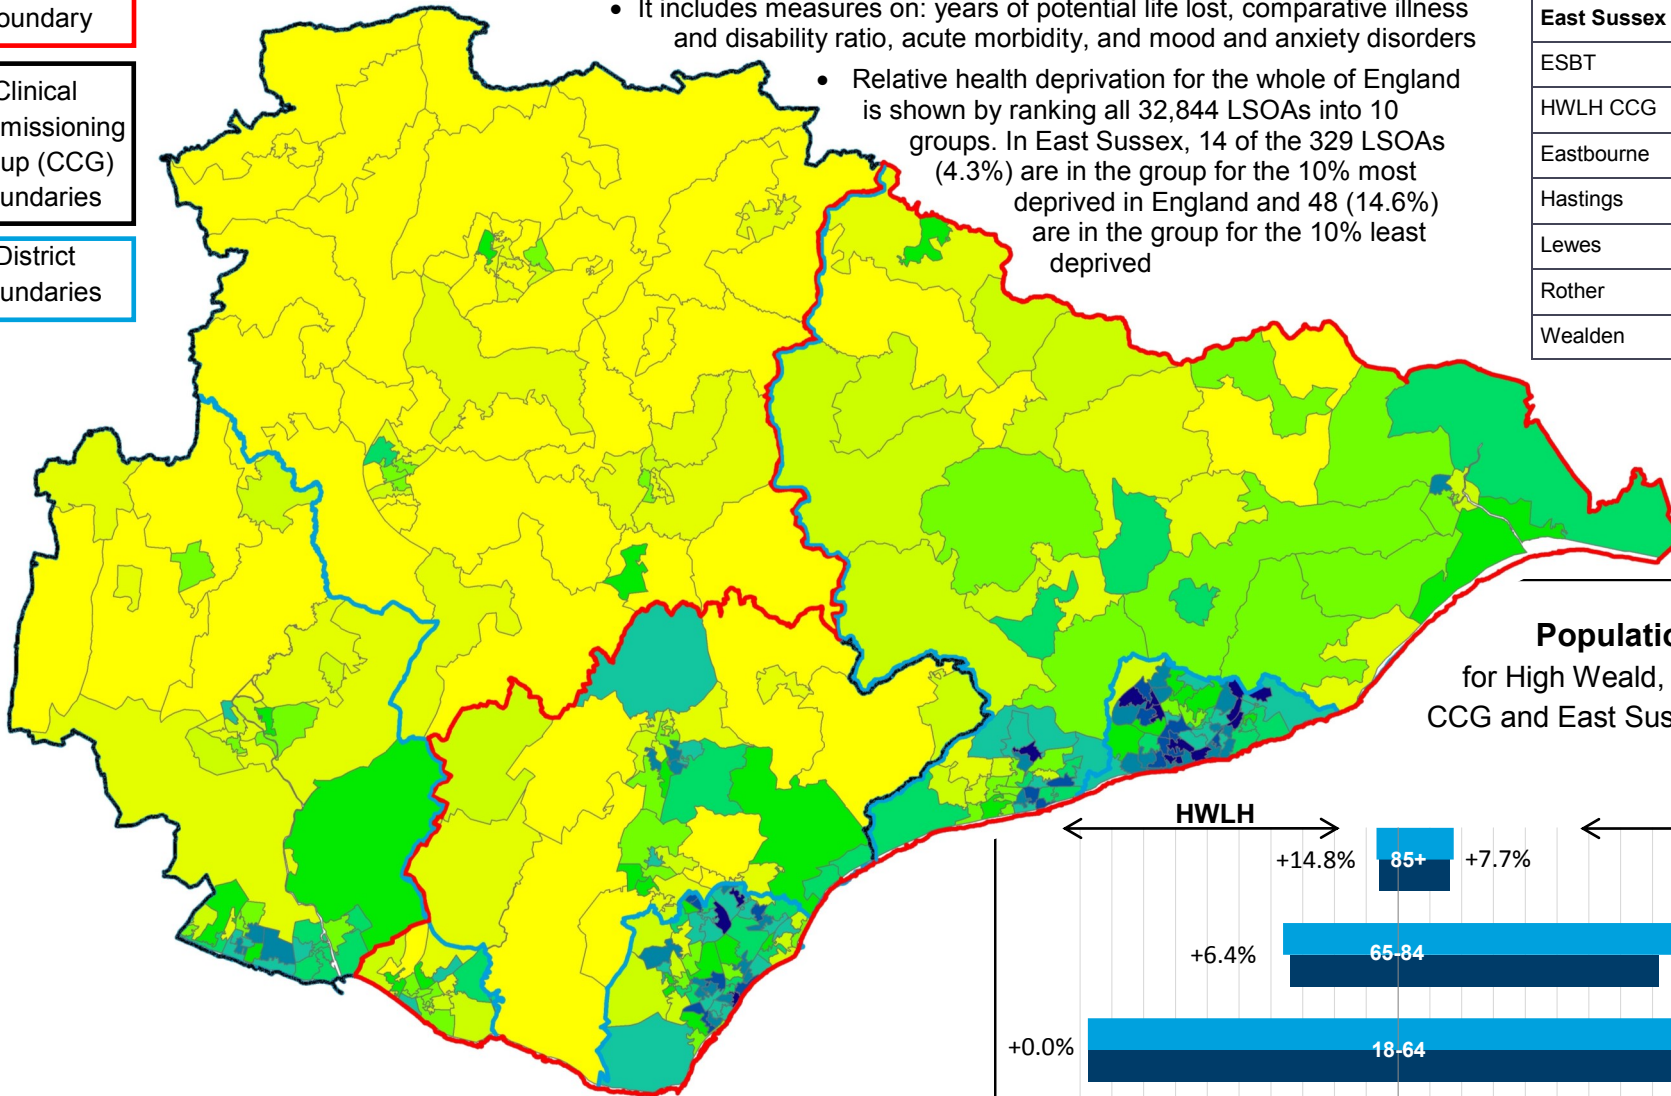 oundary
Clinical
missioning
up (CCG)
undaries
District
undaries
• It includes measures on: years of potential life lost, comparative illness
and disability ratio, acute morbidity, and mood and anxiety disorders
• Relative health deprivation for the whole of England
is shown by ranking all 32,844 LSOAs into 10
groups. In East Sussex, 14 of the 329 LSOAs
(4.3%) are in the group for the 10% most
deprived in England and 48 (14.6%)
are in the group for the 10% least
deprived
East Sussex
ESBT
HWLH CCG
Eastbourne
Hastings
Lewes
Rother
Wealden
Populatio
for High Weald,
CCG and East Sus
HWLH
+14.8% 85+ +7.7%
+6.4% 65-84
+0.0% 18-64